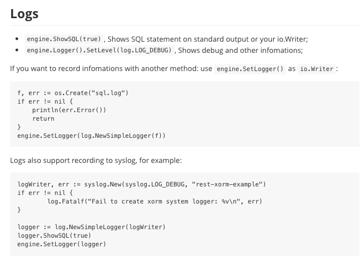 Logs
engine.ShowSQL(true) , Shows SQL statement on standard output or your io.Writer;
engine.Logger().SetLevel(log.LOG_DEBUG) , Shows debug and other infomations;
If you want to record infomations with another method: use engine.SetLogger() as io.Writer :
f, err := os.Create("sql.log")
if err != nil {
    println(err.Error())
    return
}
engine.SetLogger(log.NewSimpleLogger(f))
Logs also support recording to syslog, for example:
logWriter, err := syslog.New(syslog.LOG_DEBUG, "rest-xorm-example")
if err != nil {
        log.Fatalf("Fail to create xorm system logger: %v\n", err)
}
logger := log.NewSimpleLogger(logWriter)
logger.ShowSQL(true)
engine.SetLogger(logger)